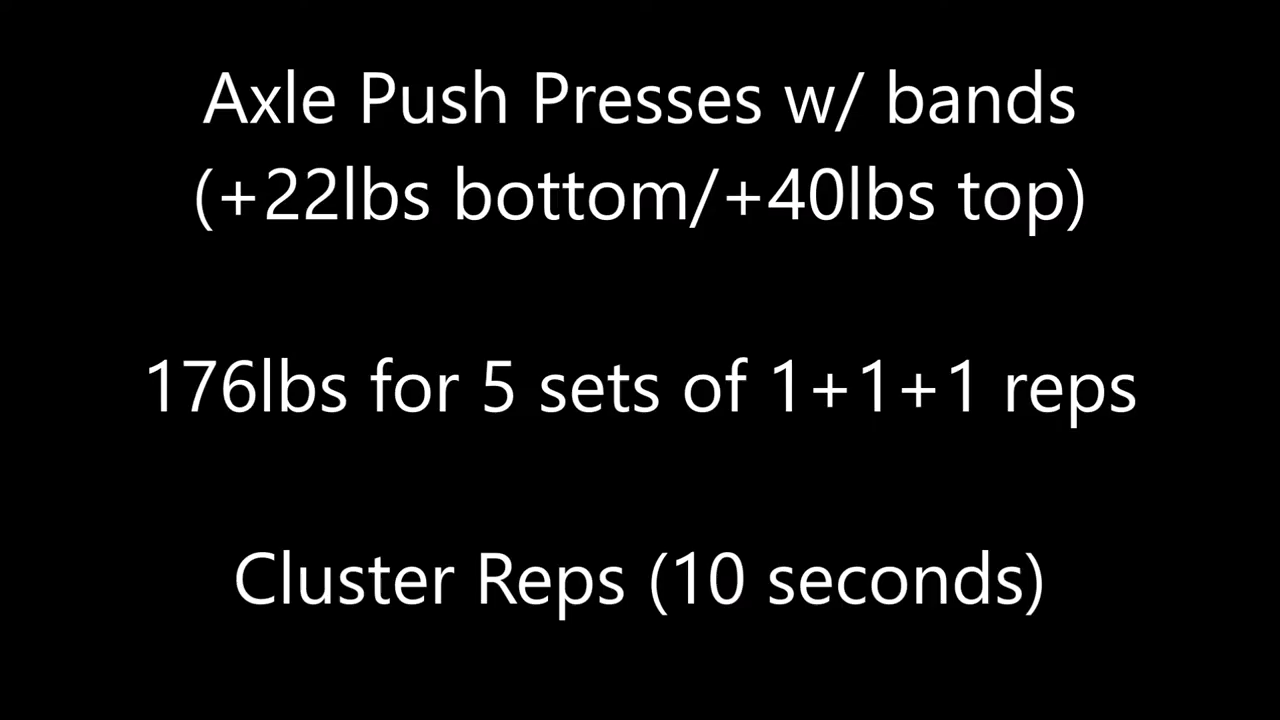 Axle Push Presses w/ bands
(+22lbs bottom/+40lbs top)
176lbs for 5 sets of 1+1+1 reps
Cluster Reps (10 seconds)